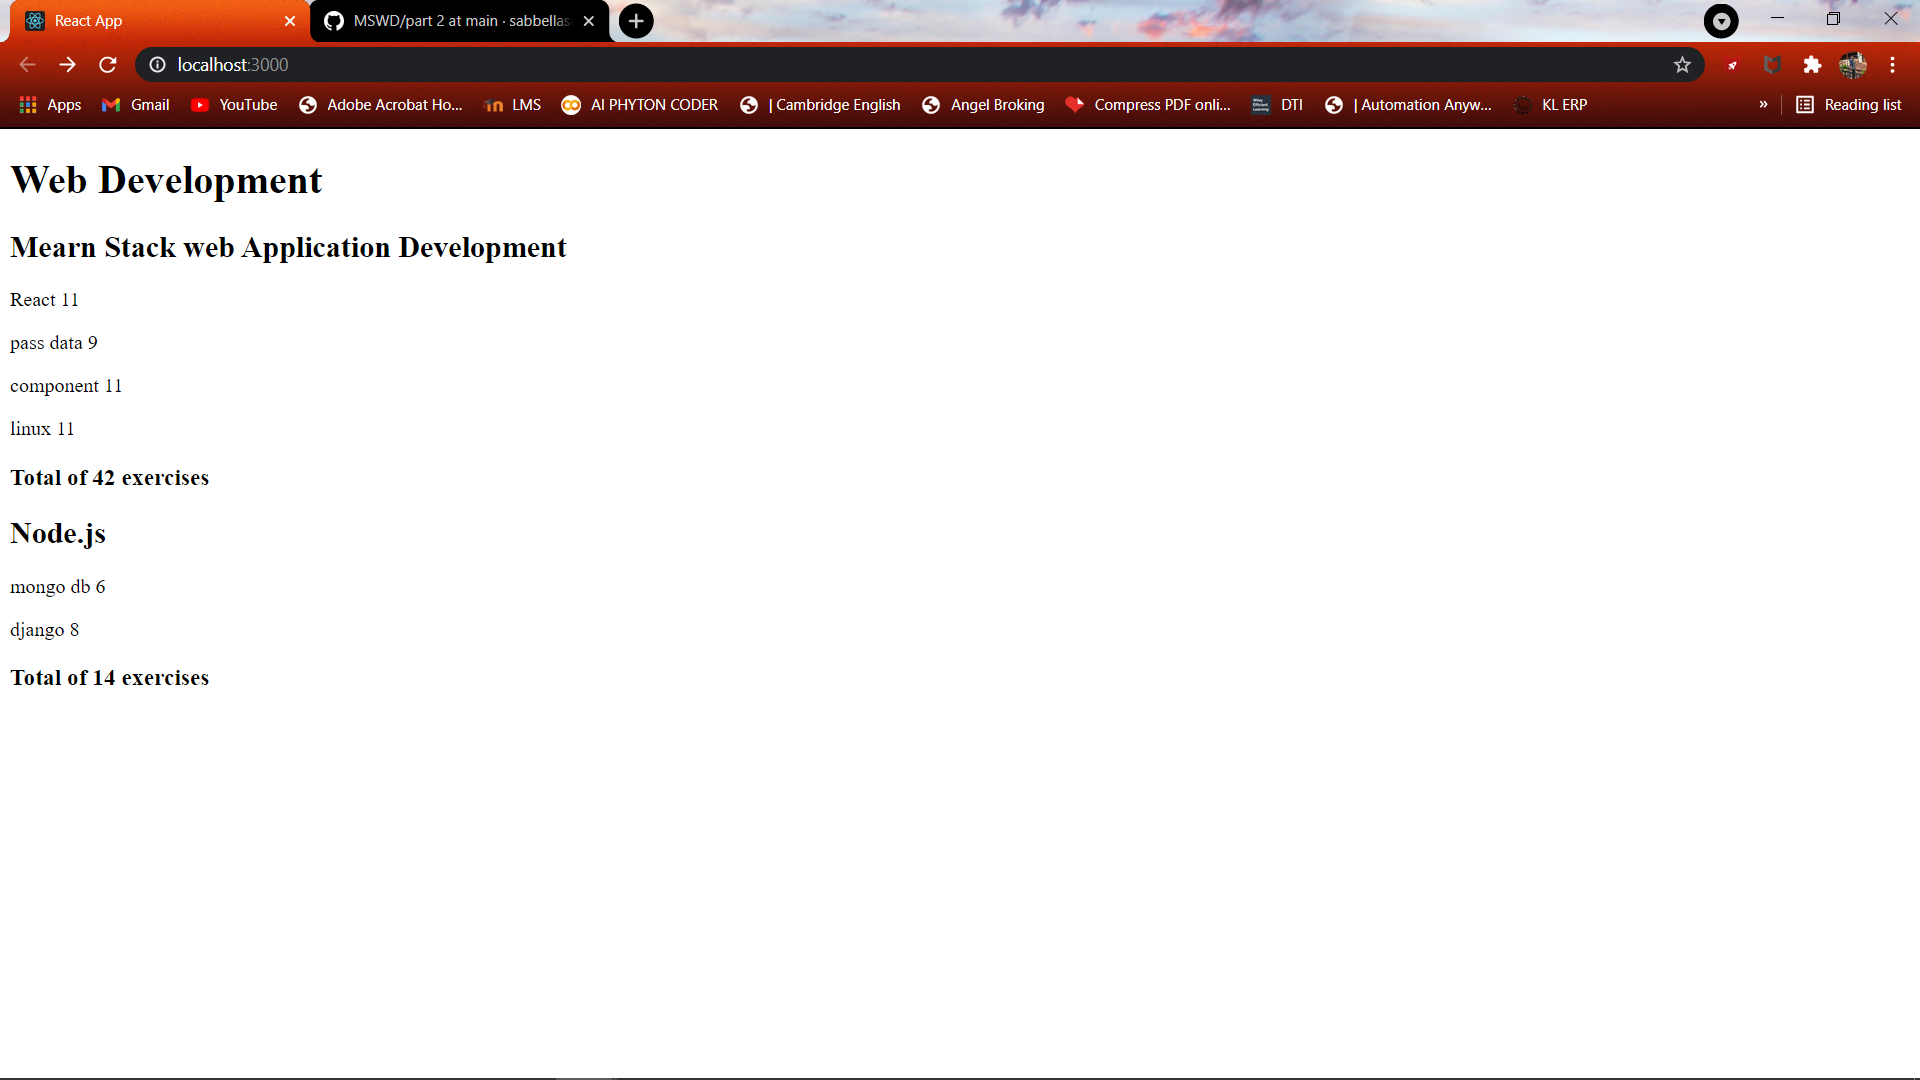 React App
MSWD/part 2 at main · sabbellas
localhost:3000
Apps Gmail YouTube Adobe Acrobat Ho... LMS AI PHYTON CODER | Cambridge English Angel Broking Compress PDF onli... DTI | Automation Anyw... KL ERP » Reading list
Web Development
Mearn Stack web Application Development
React 11
pass data 9
component 11
linux 11
Total of 42 exercises
Node.js
mongo db 6
django 8
Total of 14 exercises